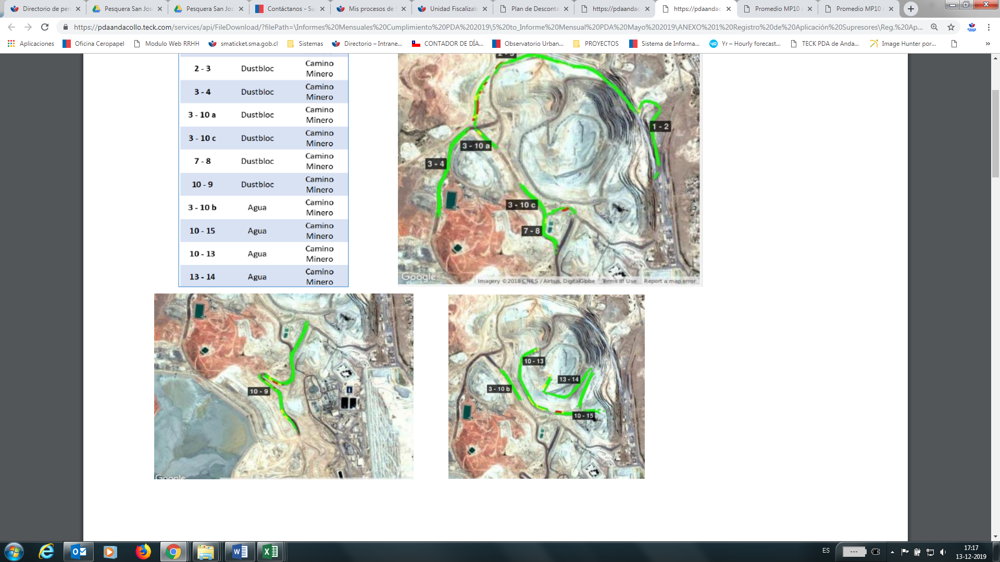 Directorio de per
Pesquera San Jos
Pesquera San Jos
Contáctanos - Su
Mis procesos de f
Unidad Fiscalizab
Plan de Desconta
https://pdaandac
https://pdaandac
Promedio MP10 d
Promedio MP10 d
https://pdaandacollo.teck.com/services/api/FileDownload/?filePath=\Informes%20Mensuales%20Cumplimiento%20PDA%202019\5%20to_Informe%20Mensual%20PDA%20Mayo%202019\ANEXO%201%20Registro%20de%20Aplicación%20Supresores\Reg.%20Ap...
Aplicaciones
Oficina Ceropapel
Modulo Web RRHH
smaticket.sma.gob.cl
Sistemas
Directorio – Intrane...
CONTADOR DE DÍA...
Observatorio Urban...
PROYECTOS
Sistema de Informa...
Yr – Hourly forecast...
TECK PDA de Anda...
Image Hunter por...
»
Minero
2 - 3 Dustbloc Camino Minero
3 - 4 Dustbloc Camino Minero
3 - 10 a Dustbloc Camino Minero
3 - 10 c Dustbloc Camino Minero
7 - 8 Dustbloc Camino Minero
10 - 9 Dustbloc Camino Minero
3 - 10 b Agua Camino Minero
10 - 15 Agua Camino Minero
10 - 13 Agua Camino Minero
13 - 14 Agua Camino Minero
2 - 3
1 - 2
3 - 10 a
3 - 4
3 - 10 c
7 - 8
Google
Imagery ©2018 CNES / Airbus, DigitalGlobe
Terms of Use
Report a map error
10 - 9
Google
10 - 13
13 - 14
3 - 10 b
10 - 15
ES
17:17
13-12-2019